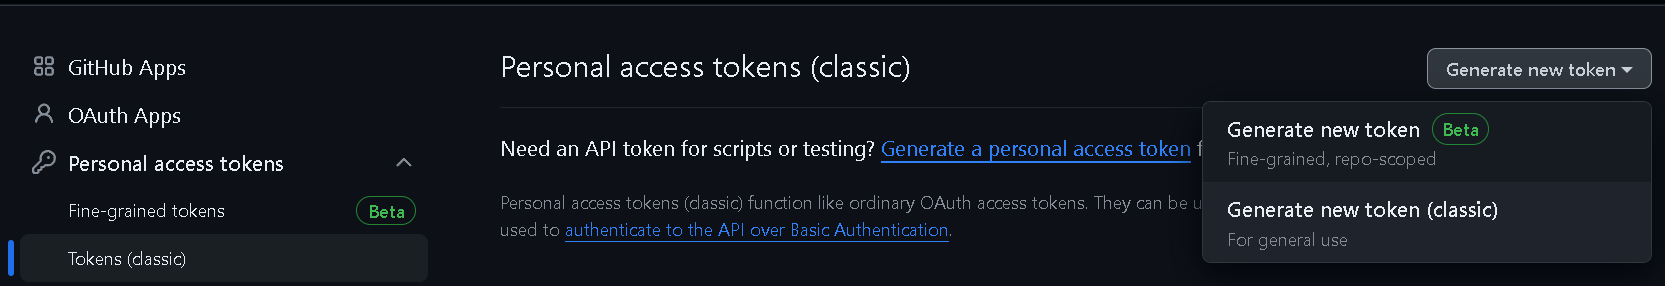 GitHub Apps
OAuth Apps
Personal access tokens
Fine-grained tokens Beta
Tokens (classic)
Personal access tokens (classic)
Generate new token
Need an API token for scripts or testing? Generate a personal access token
Personal access tokens (classic) function like ordinary OAuth access tokens. They can be
used to authenticate to the API over Basic Authentication.
Generate new token Beta
Fine-grained, repo-scoped
Generate new token (classic)
For general use